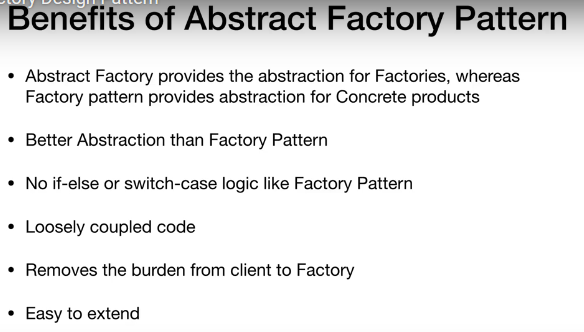 ctory Design Pattern
Benefits of Abstract Factory Pattern
• Abstract Factory provides the abstraction for Factories, whereas
Factory pattern provides abstraction for Concrete products
• Better Abstraction than Factory Pattern
• No if-else or switch-case logic like Factory Pattern
• Loosely coupled code
• Removes the burden from client to Factory
• Easy to extend